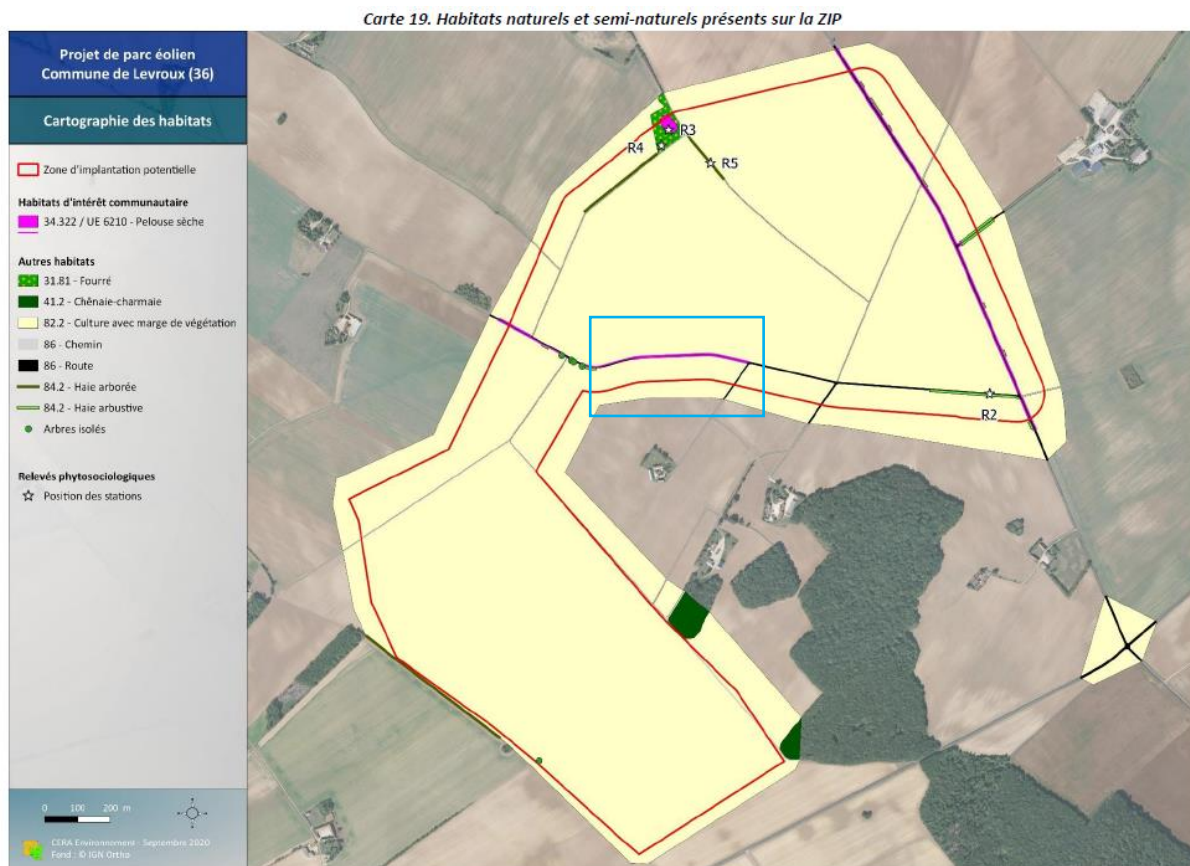 Carte 19. Habitats naturels et semi-naturels présents sur la ZIP
Projet de parc éolien
Commune de Levroux (36)
Cartographie des habitats
Zone d'implantation potentielle
Habitats d'intérêt communautaire
34.322 / UE 6210 - Pelouse sèche
Autres habitats
31.81 - Fourré
41.2 - Chênaie-charmaie
82.2 - Culture avec marge de végétation
86 - Chemin
86 - Route
84.2 - Haie arborée
84.2 - Haie arbustive
Arbres isolés
Relevés phytosociologiques
Position des stations
0 100 200 m
CERA Environnement - Septembre 2020
Fond : © IGN Ortho
R3
R4
R5
R2